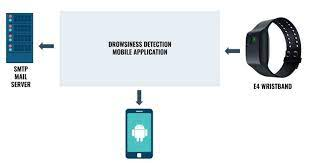 DROWSINESS DETECTION
MOBILE APPLICATION
SMTP
MAIL
SERVER
E4 WRISTBAND